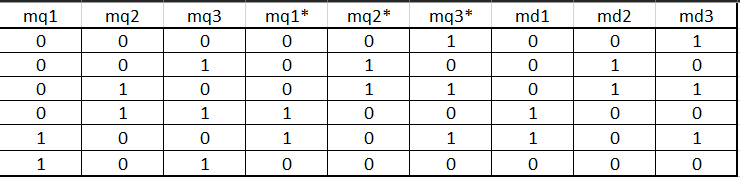 mq1 mq2 mq3 mq1* mq2* mq3* md1 md2 md3
0 0 0 0 0 1 0 0 1
0 0 1 0 1 0 0 1 0
0 1 0 0 1 1 0 1 1
0 1 1 1 0 0 1 0 0
1 0 0 1 0 1 1 0 1
1 0 1 0 0 0 0 0 0